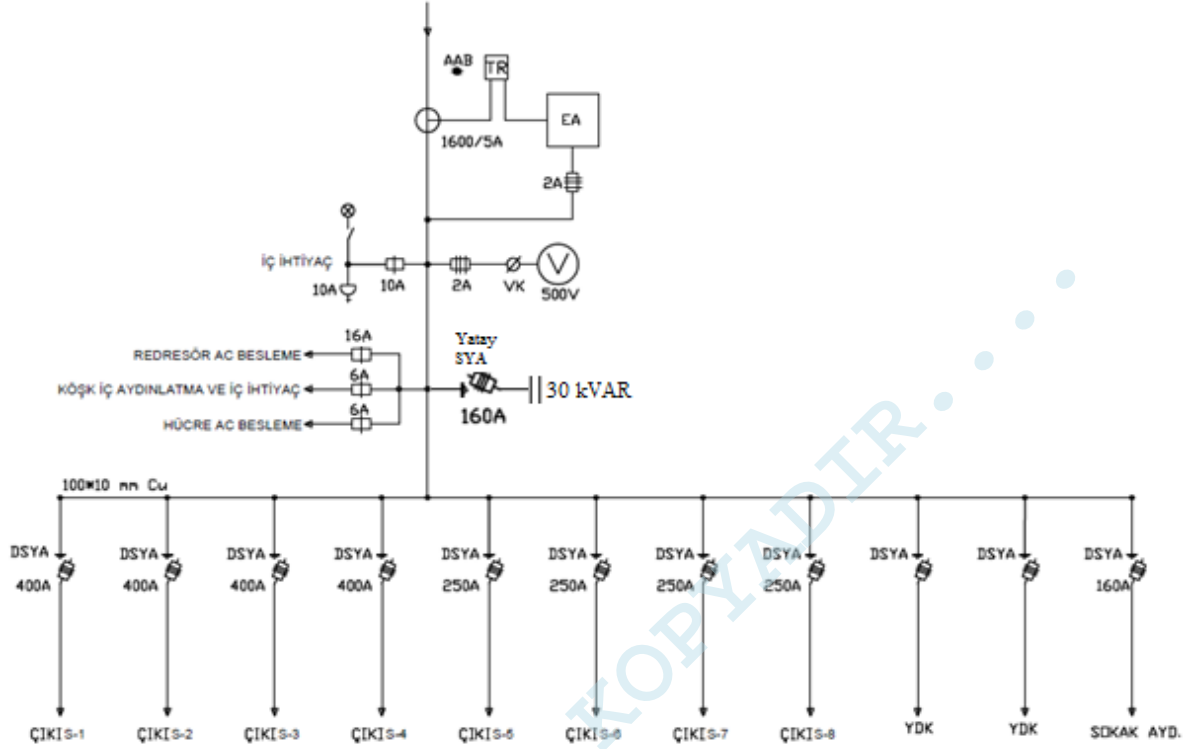 AAB
TR
EA
1600/5A
2A
İÇ İHTİYAÇ
10A
10A
2A
VK
500V
16A
REDRESÖR AC BESLEME
6A
KÖŞK İÇ AYDINLATMA VE İÇ İHTİYAÇ
6A
HÜCRE AC BESLEME
Yatay
SYA
160A
30 kVAR
100*10 mm Cu
DSYA
400A
DSYA
400A
DSYA
400A
DSYA
400A
DSYA
250A
DSYA
250A
DSYA
250A
DSYA
250A
DSYA
DSYA
DSYA
160A
ÇIKIS-1
ÇIKIS-2
ÇIKIS-3
ÇIKIS-4
ÇIKIS-5
ÇIKIS-6
ÇIKIS-7
ÇIKIS-8
YDK
YDK
SOKAK AYD.
KOPYADIR.....